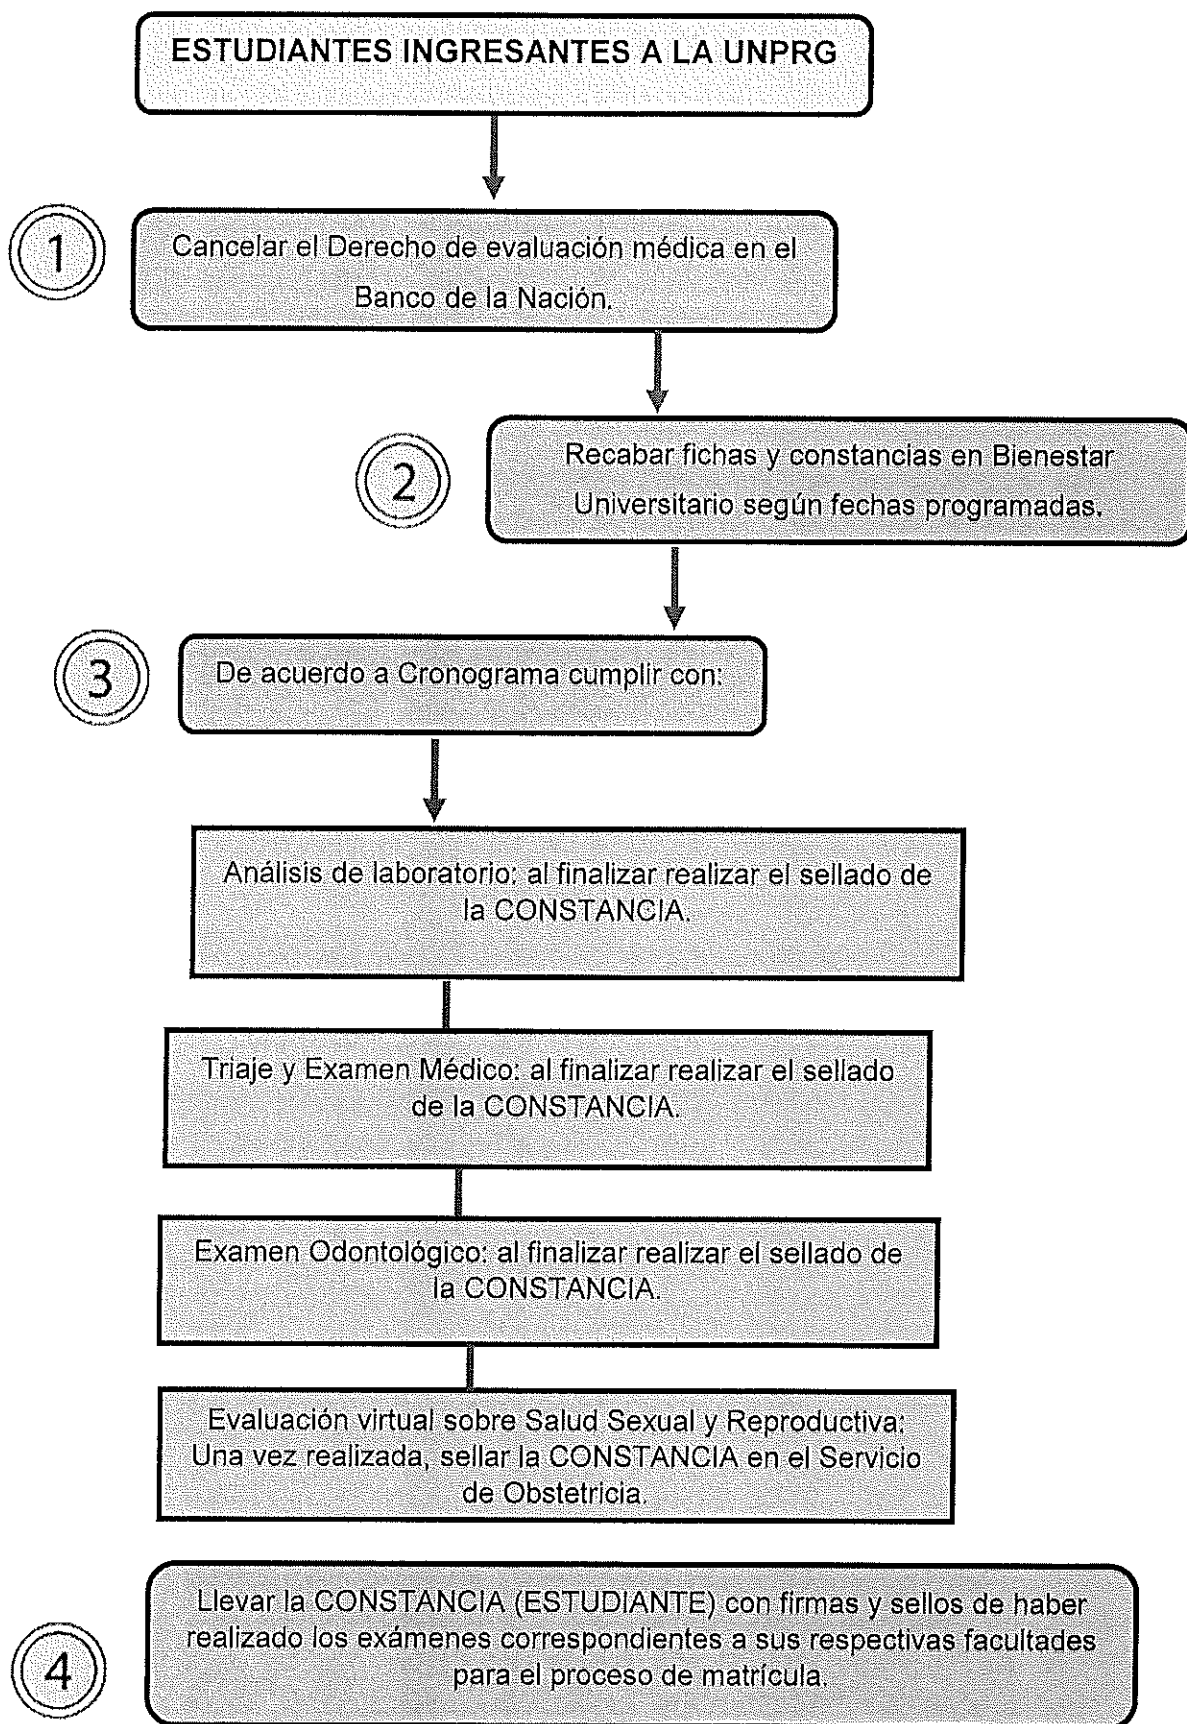 ESTUDIANTES INGRESANTES A LA UNPRG
1
Cancelar el Derecho de evaluación médica en el
Banco de la Nación.
2
Recabar fichas y constancias en Bienestar
Universitario según fechas programadas.
3
De acuerdo a Cronograma cumplir con:
Análisis de laboratorio: al finalizar realizar el sellado de
la CONSTANCIA.
Triaje y Examen Médico: al finalizar realizar el sellado
de la CONSTANCIA.
Examen Odontológico: al finalizar realizar el sellado de
la CONSTANCIA.
Evaluación virtual sobre Salud Sexual y Reproductiva:
Una vez realizada, sellar la CONSTANCIA en el Servicio
de Obstetricia.
4
Llevar la CONSTANCIA (ESTUDIANTE) con firmas y sellos de haber
realizado los exámenes correspondientes a sus respectivas facultades
para el proceso de matrícula.